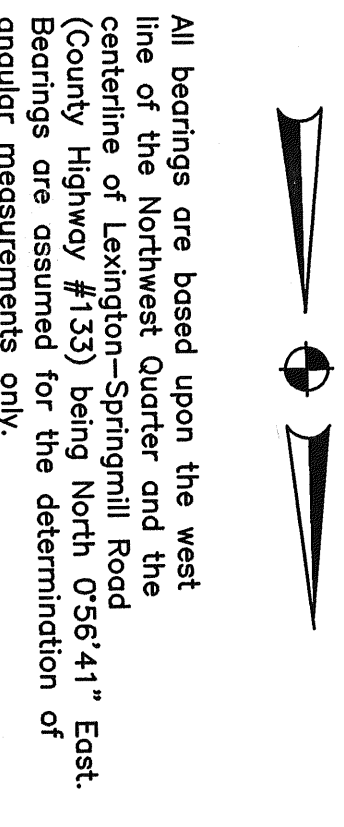 All bearings are based upon the west
line of the Northwest Quarter and the
centerline of Lexington–Springmill Road
(County Highway #133) being North 0°56'41" East.
Bearings are assumed for the determination of
angular measurements only.